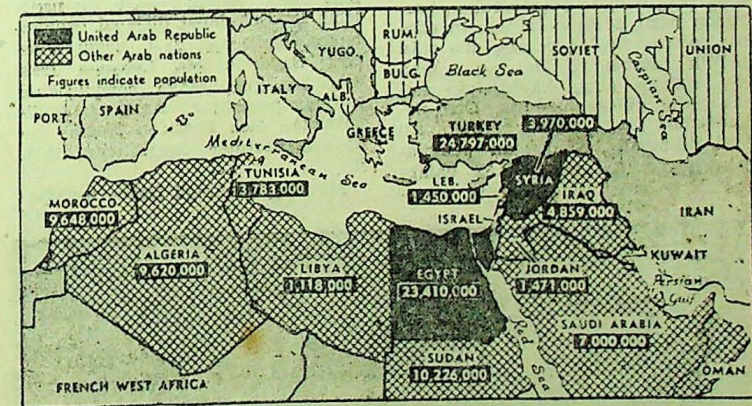 United Arab Republic
Other Arab nations
Figures indicate population
RUM.
SOVIET
UNION
YUGO.
Black Sea
Caspian Sea
BULG.
ITALY
ALB.
PORT.
SPAIN
GREECE
TURKEY
24,797,000
3,970,000
Mediterranean Sea
TUNISIA
3,783,000
LEB.
1,450,000
SYRIA
IRAQ
4,859,000
MOROCCO
9,648,000
ISRAEL
IRAN
ALGERIA
9,620,000
LIBYA
1,118,000
EGYPT
23,410,000
JORDAN
1,471,000
KUWAIT
Persian
Gulf
Red Sea
SAUDI ARABIA
7,000,000
SUDAN
10,226,000
OMAN
FRENCH WEST AFRICA